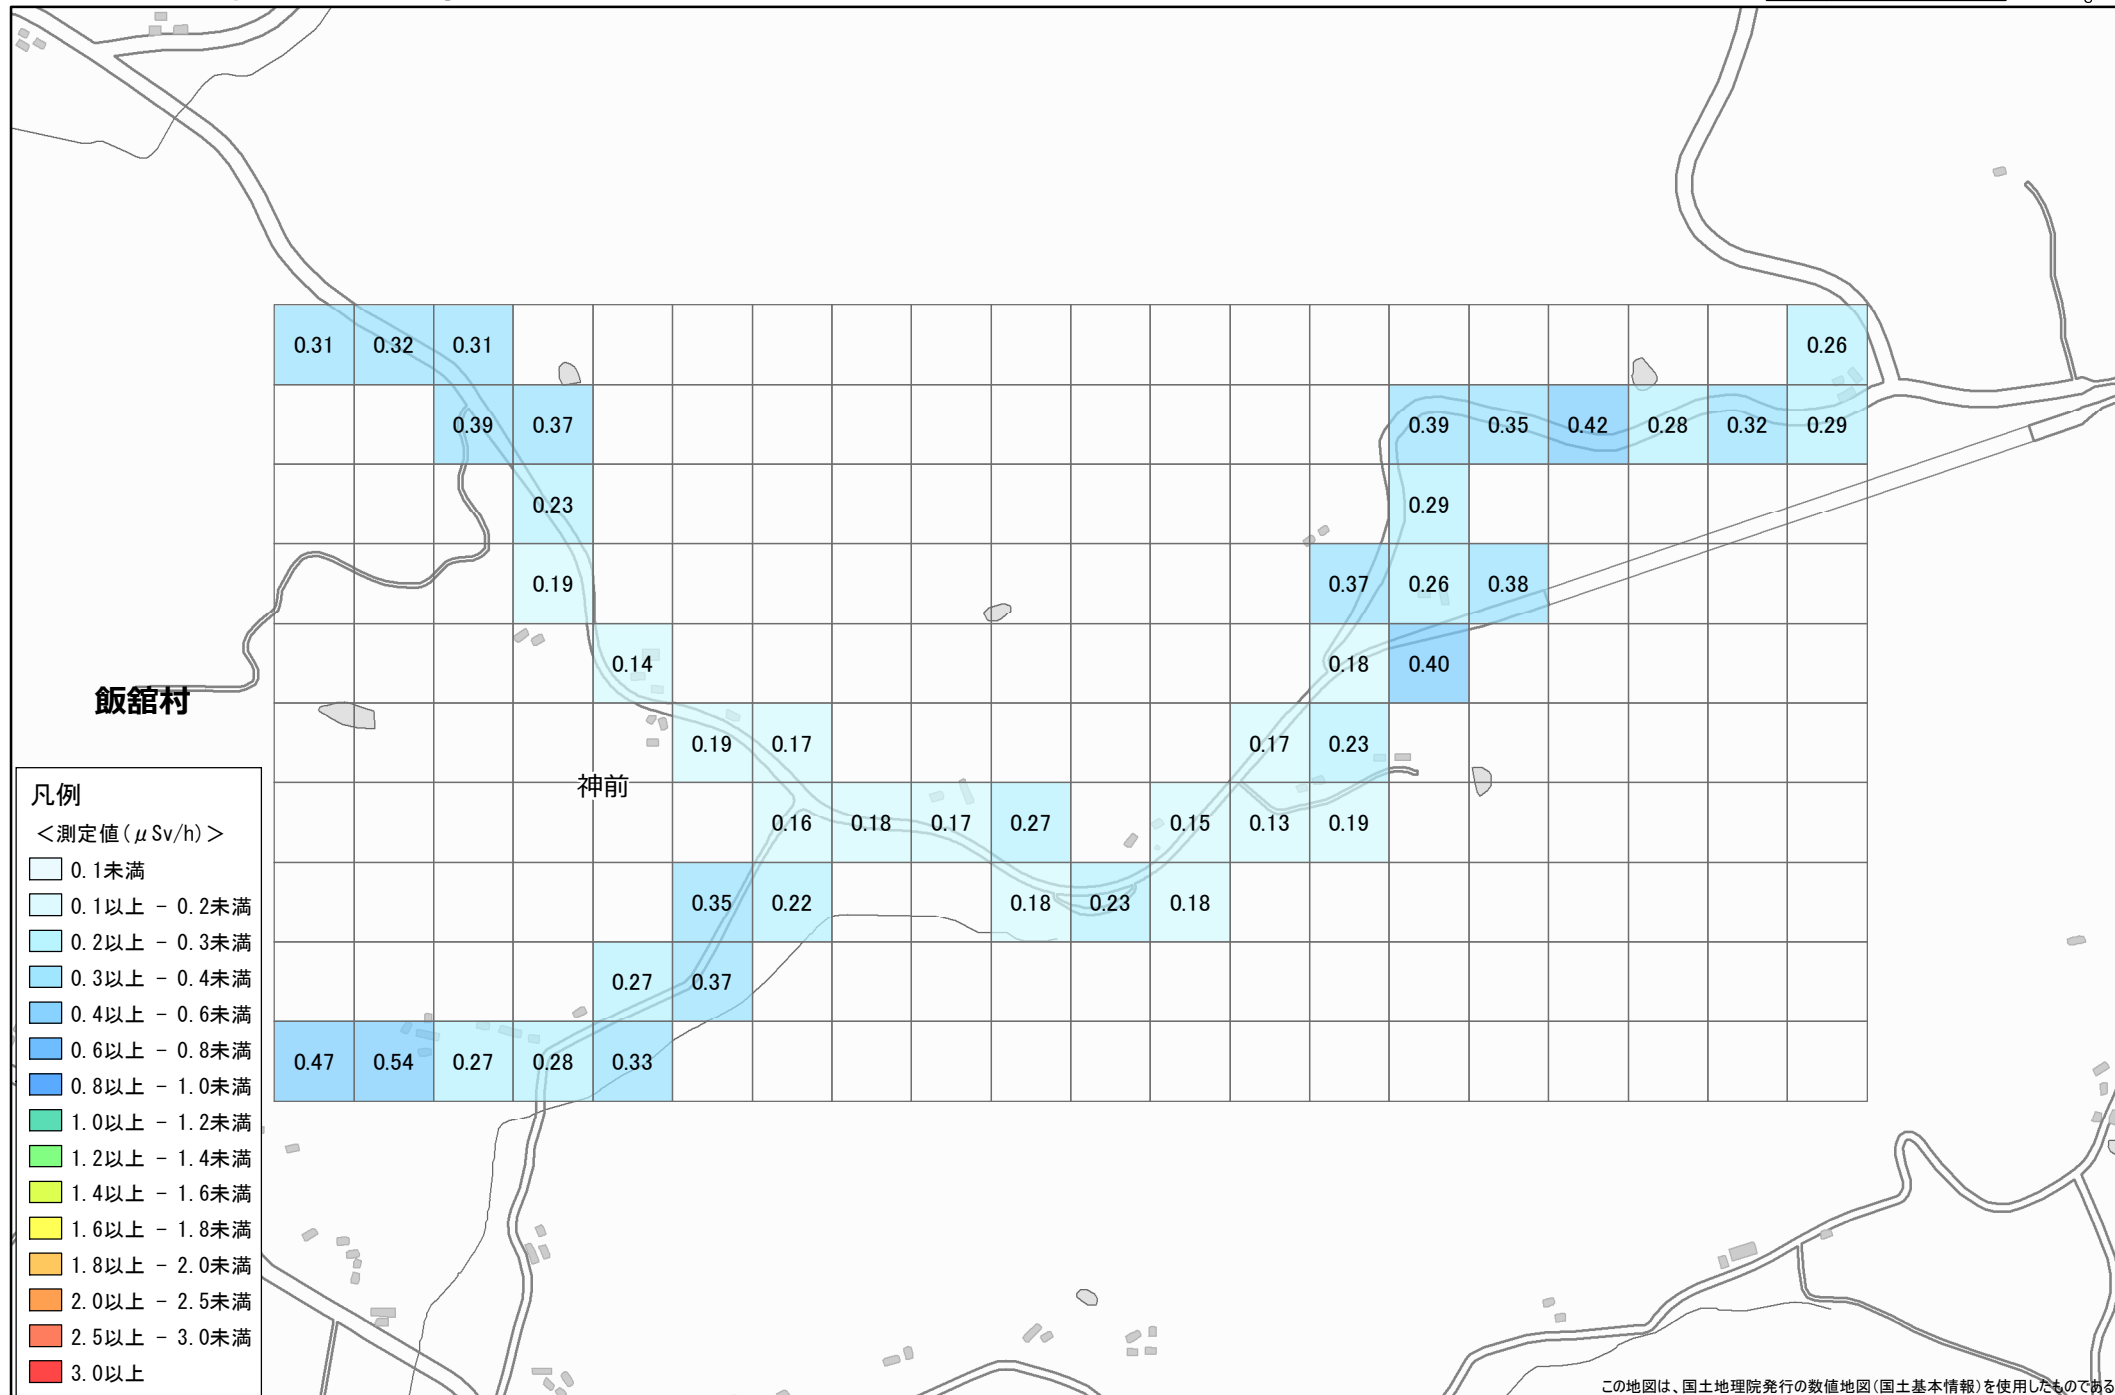 0.31 0.32 0.31 0.26
0.39 0.37 0.39 0.35 0.42 0.28 0.32 0.29
0.23 0.29
0.19 0.37 0.26 0.38
0.14 0.18 0.40
飯舘村
0.19 0.17 0.17 0.23
神前
0.16 0.18 0.17 0.27 0.15 0.13 0.19
0.35 0.22 0.18 0.23 0.18
0.27 0.37
0.47 0.54 0.27 0.28 0.33
凡例
＜測定値(μSv/h)＞
0.1未満
0.1以上 - 0.2未満
0.2以上 - 0.3未満
0.3以上 - 0.4未満
0.4以上 - 0.6未満
0.6以上 - 0.8未満
0.8以上 - 1.0未満
1.0以上 - 1.2未満
1.2以上 - 1.4未満
1.4以上 - 1.6未満
1.6以上 - 1.8未満
1.8以上 - 2.0未満
2.0以上 - 2.5未満
2.5以上 - 3.0未満
3.0以上
この地図は、国土地理院発行の数値地図(国土基本情報)を使用したものである